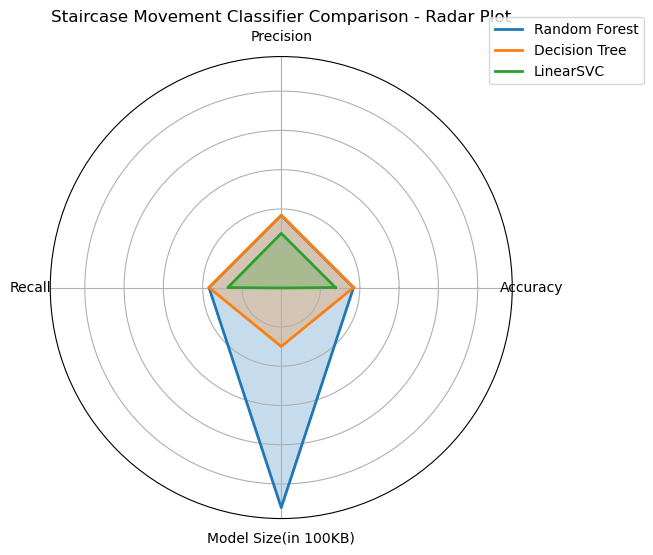 Staircase Movement Classifier Comparison - Radar Plot
Random Forest
Decision Tree
LinearSVC
Precision
Recall
Accuracy
Model Size(in 100KB)